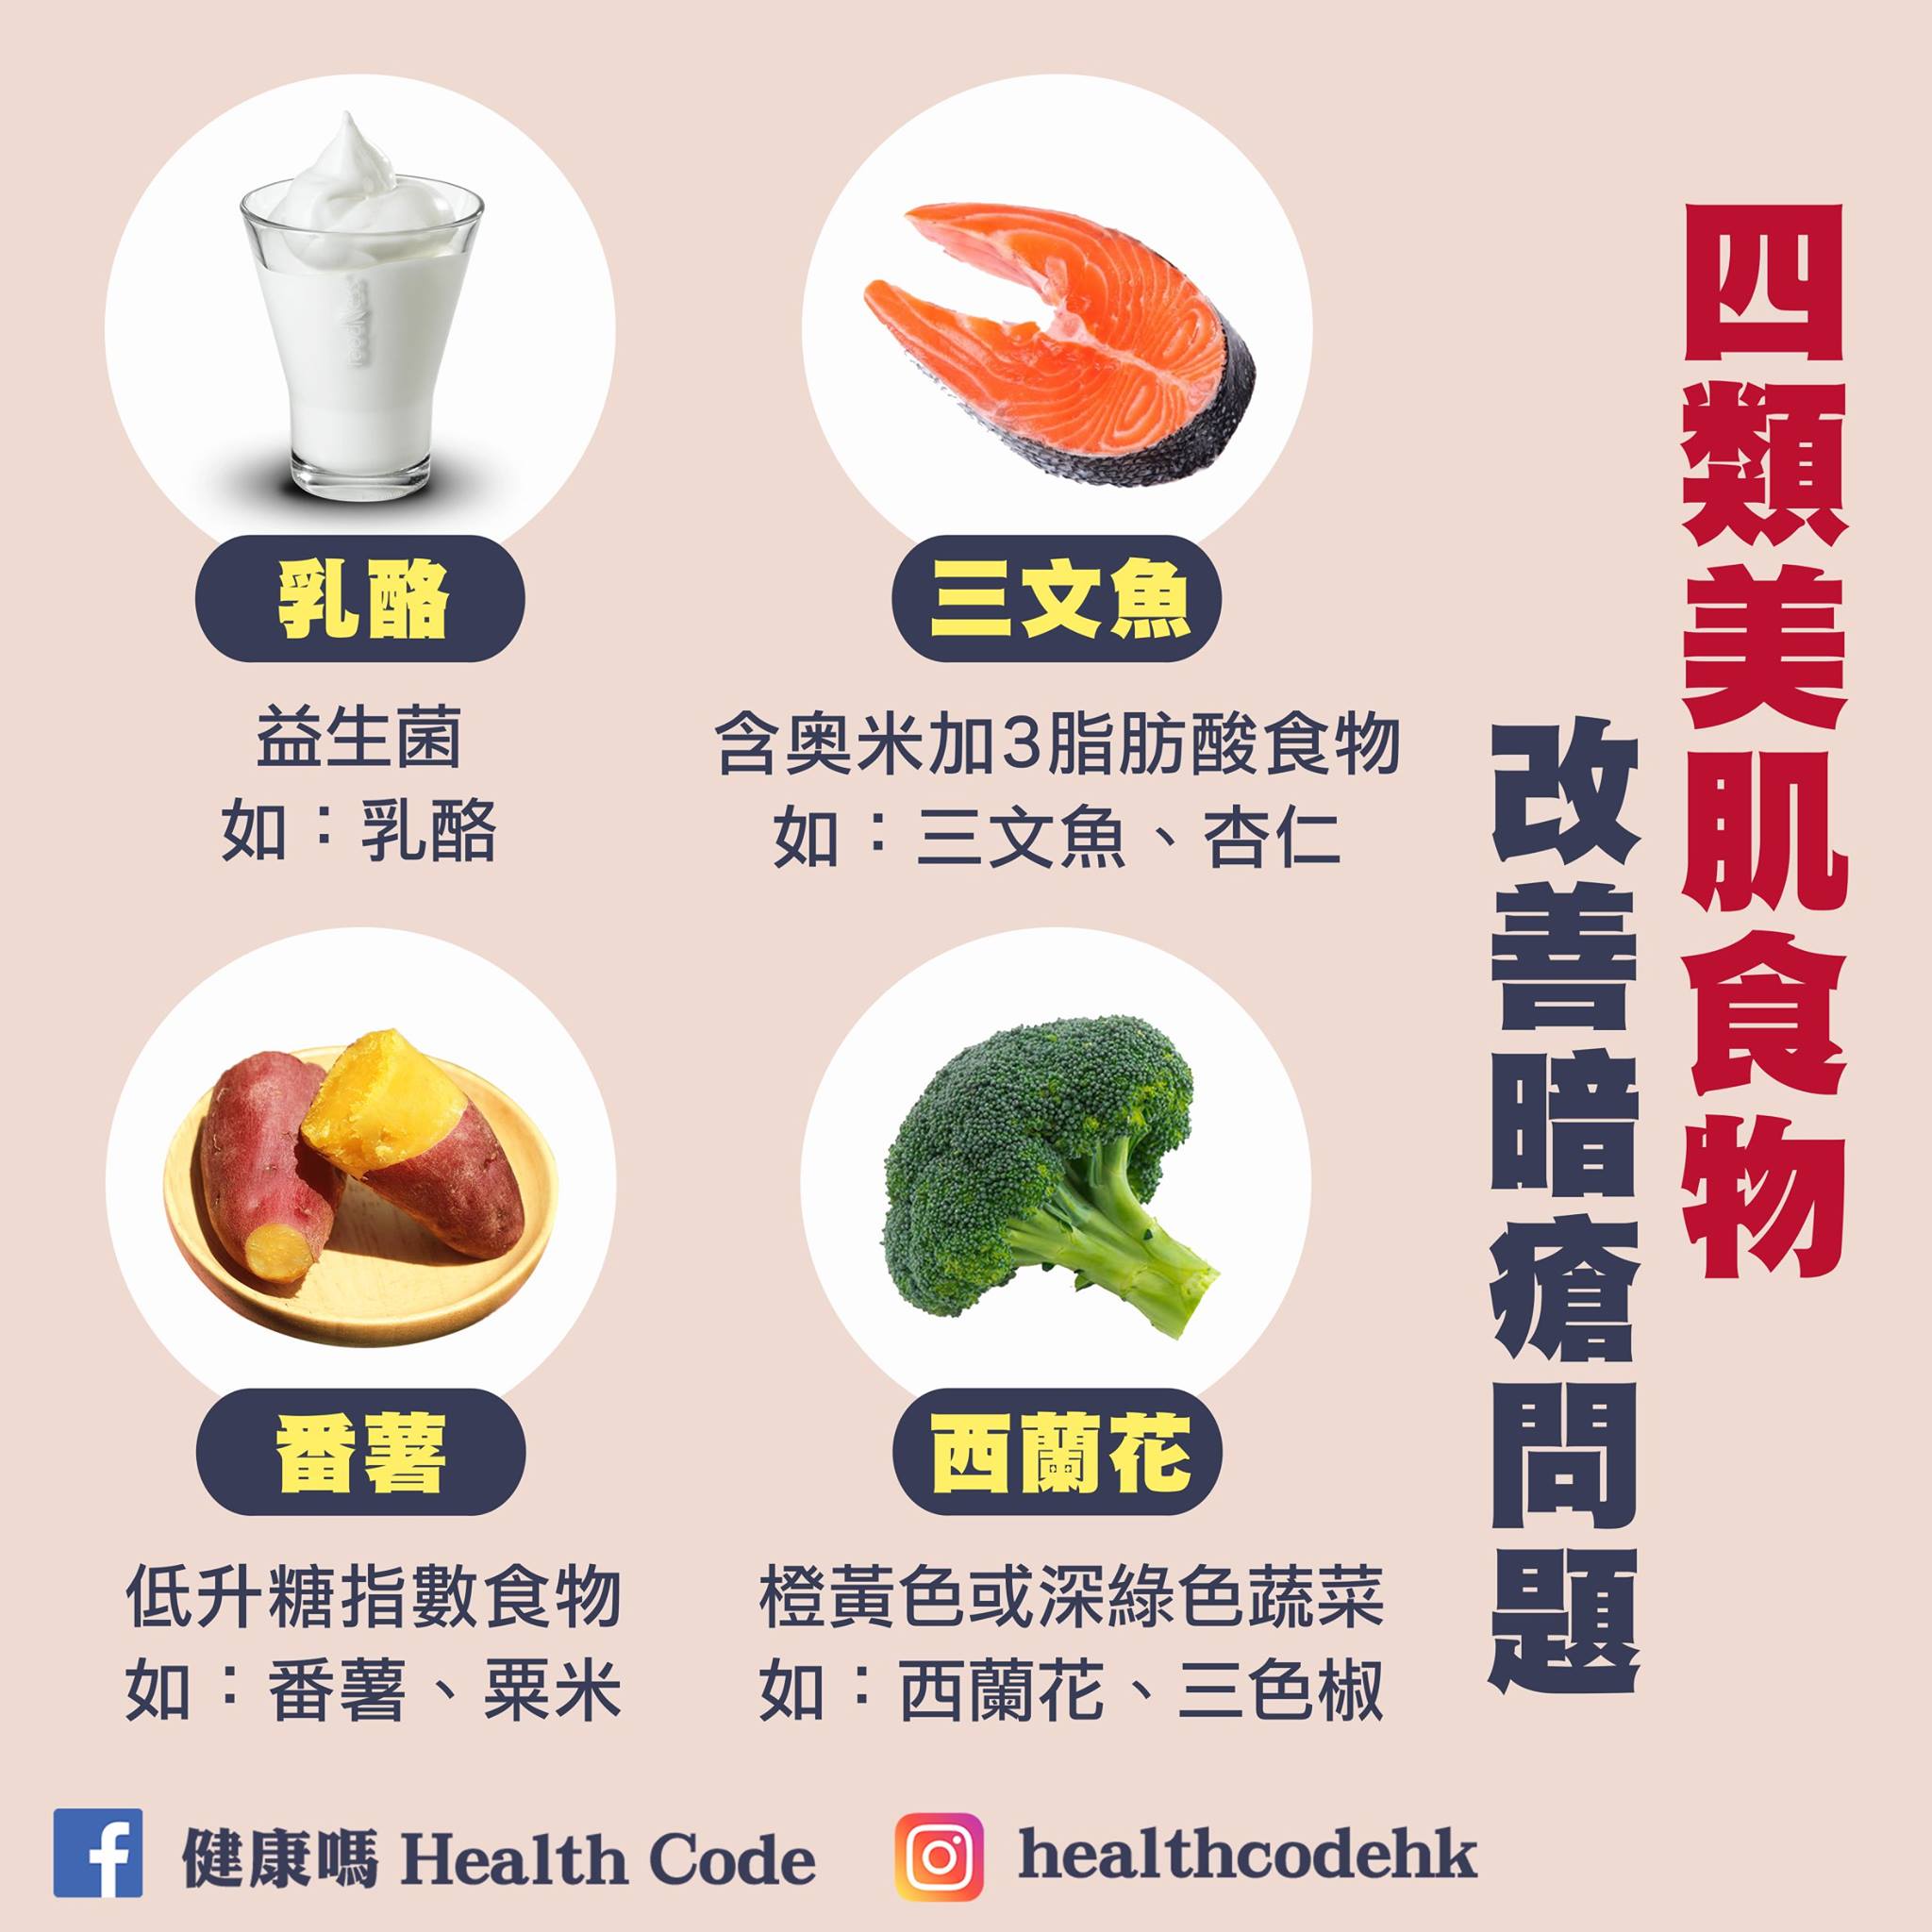 四類美肌食物
改善暗瘡問題
乳酪
益生菌
如：乳酪
三文魚
含奧米加3脂肪酸食物
如：三文魚、杏仁
番薯
低升糖指數食物
如：番薯、粟米
西蘭花
橙黃色或深綠色蔬菜
如：西蘭花、三色椒
健康嗎 Health Code
healthcodehk